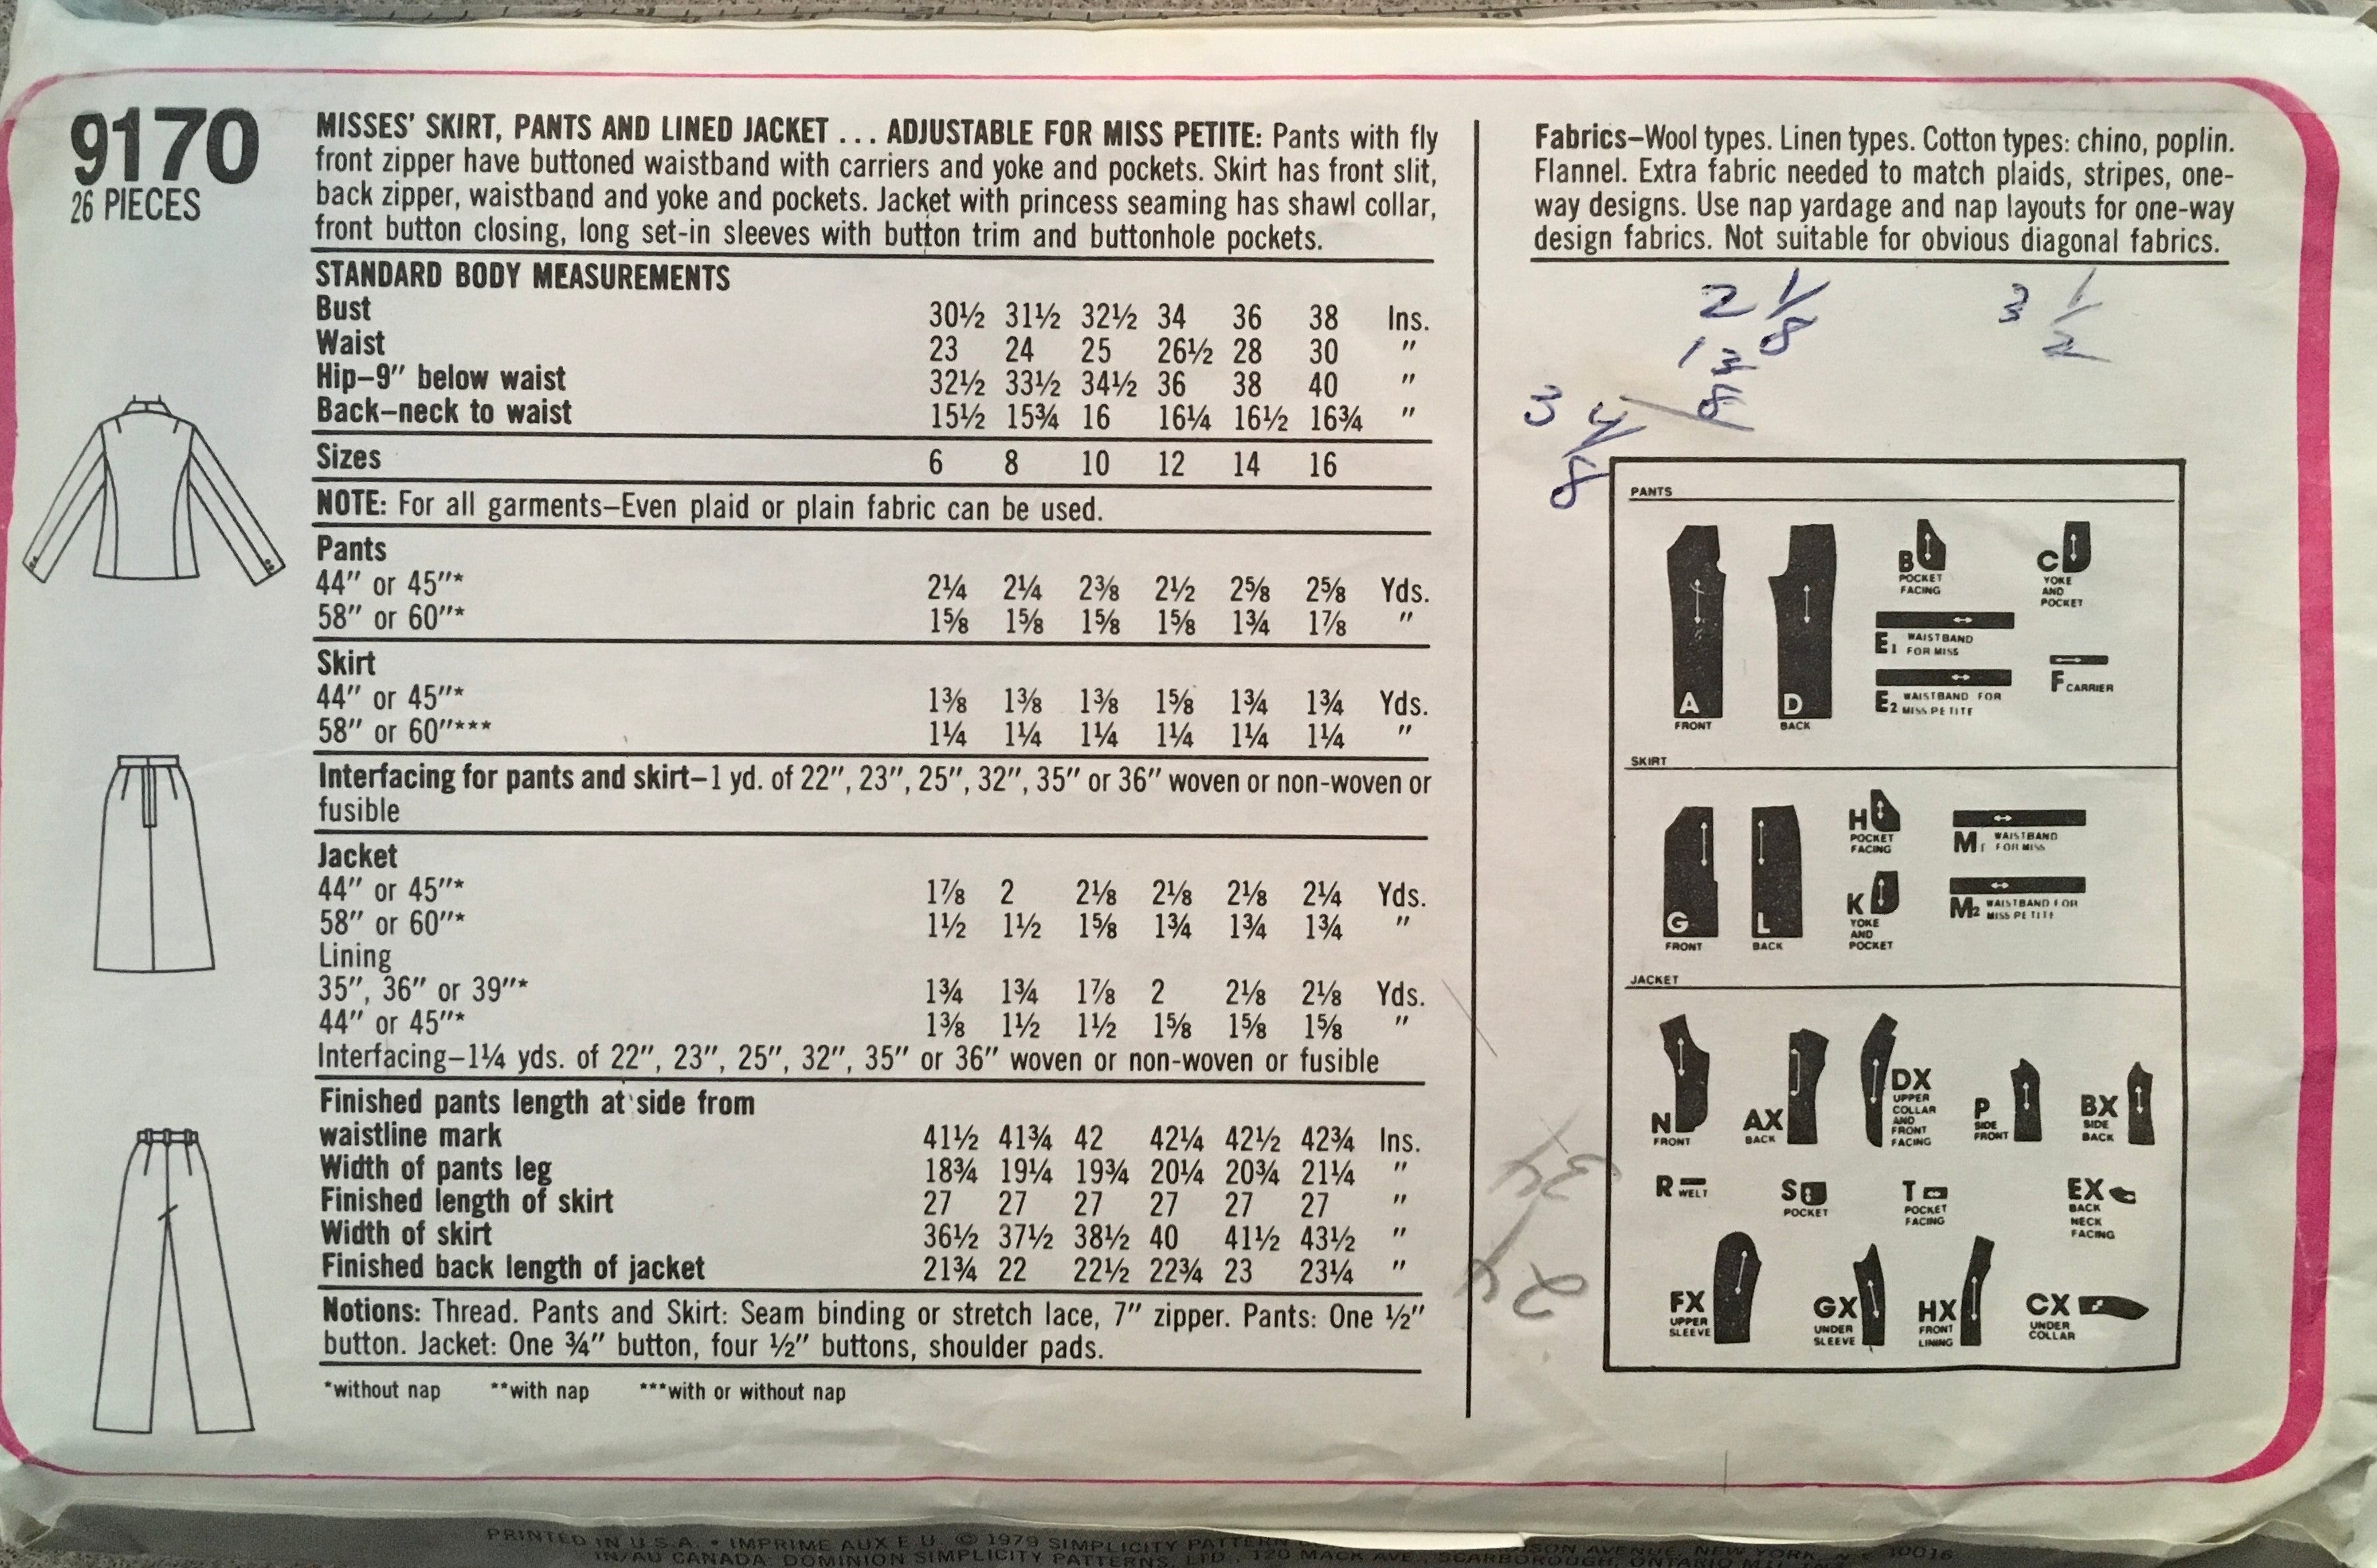 9170
26 PIECES
MISSES' SKIRT, PANTS AND LINED JACKET ... ADJUSTABLE FOR MISS PETITE: Pants with fly
front zipper have buttoned waistband with carriers and yoke and pockets. Skirt has front slit,
back zipper, waistband and yoke and pockets. Jacket with princess seaming has shawl collar,
front button closing, long set-in sleeves with button trim and buttonhole pockets.
STANDARD BODY MEASUREMENTS
Bust 30½ 31½ 32½ 34 36 38 Ins.
Waist 23 24 25 26½ 28 30 "
Hip–9" below waist 32½ 33½ 34½ 36 38 40 "
Back–neck to waist 15½ 15¾ 16 16¼ 16½ 16¾ "
Sizes 6 8 10 12 14 16
NOTE: For all garments–Even plaid or plain fabric can be used.
Pants
44" or 45"* 2¼ 2¼ 2⅜ 2½ 2⅝ 2⅝ Yds.
58" or 60"* 1⅝ 1⅝ 1⅝ 1⅝ 1¾ 1⅞ "
Skirt
44" or 45"* 1⅜ 1⅜ 1⅜ 1⅝ 1¾ 1¾ Yds.
58" or 60"*** 1¼ 1¼ 1¼ 1¼ 1¼ 1¼ "
Interfacing for pants and skirt–1 yd. of 22", 23", 25", 32", 35" or 36" woven or non-woven or
fusible
Jacket
44" or 45"* 1⅞ 2 2⅛ 2⅛ 2⅛ 2¼ Yds.
58" or 60"* 1½ 1½ 1⅝ 1¾ 1¾ 1¾ "
Lining
35", 36" or 39"* 1¾ 1¾ 1⅞ 2 2⅛ 2⅛ Yds.
44" or 45"* 1⅜ 1½ 1½ 1⅝ 1⅝ 1⅝ "
Interfacing–1¼ yds. of 22", 23", 25", 32", 35" or 36" woven or non-woven or fusible
Finished pants length at side from
waistline mark 41½ 41¾ 42 42¼ 42½ 42¾ Ins.
Width of pants leg 18¾ 19¼ 19¾ 20¼ 20¾ 21¼ "
Finished length of skirt 27 27 27 27 27 27 "
Width of skirt 36½ 37½ 38½ 40 41½ 43½ "
Finished back length of jacket 21¾ 22 22½ 22¾ 23 23¼ "
Notions: Thread. Pants and Skirt: Seam binding or stretch lace, 7" zipper. Pants: One ½"
button. Jacket: One ¾" button, four ½" buttons, shoulder pads.
*without nap **with nap ***with or without nap
Fabrics–Wool types. Linen types. Cotton types: chino, poplin.
Flannel. Extra fabric needed to match plaids, stripes, one-
way designs. Use nap yardage and nap layouts for one-way
design fabrics. Not suitable for obvious diagonal fabrics.
2 1/8
1 3/8
3 4/8
3 1/2
PANTS
A
FRONT
D
BACK
B
POCKET
FACING
C
YOKE
AND
POCKET
E1 WAISTBAND
FOR MISS
E2 WAISTBAND FOR
MISS PETITE
F CARRIER
SKIRT
G
FRONT
L
BACK
H
POCKET
FACING
K
YOKE
AND
POCKET
M1 WAISTBAND
FOR MISS
M2 WAISTBAND FOR
MISS PETITE
JACKET
N
FRONT
AX
BACK
DX
UPPER
COLLAR
AND
FRONT
FACING
P
SIDE
FRONT
BX
SIDE
BACK
R WELT
S
POCKET
T
POCKET
FACING
EX
BACK
NECK
FACING
FX
UPPER
SLEEVE
GX
UNDER
SLEEVE
HX
FRONT
LINING
CX
UNDER
COLLAR
34
24
PRINTED IN U.S.A. • IMPRIME AUX E.U. © 1979 SIMPLICITY PATTERN
IN/AU CANADA: DOMINION SIMPLICITY PATTERNS, LTD., 120 MACK AVE., SCARBOROUGH, ONTARIO
AVENUE, NEW YORK, N.Y. 10016